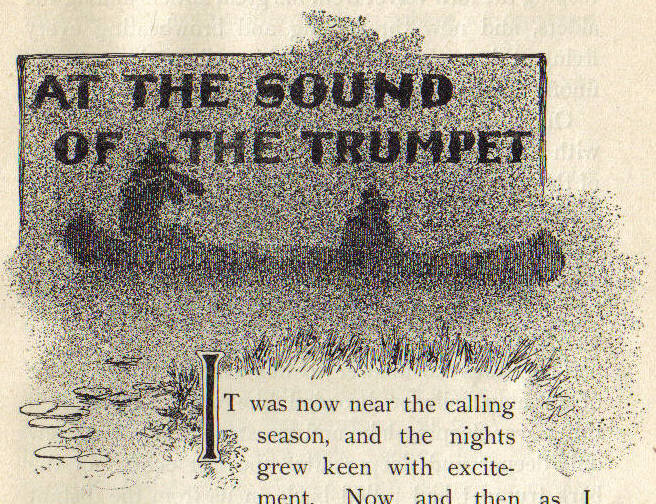 AT THE SOUND
OF THE TRUMPET
IT was now near the calling
season, and the nights
grew keen with excite-
ment. Now and then as I